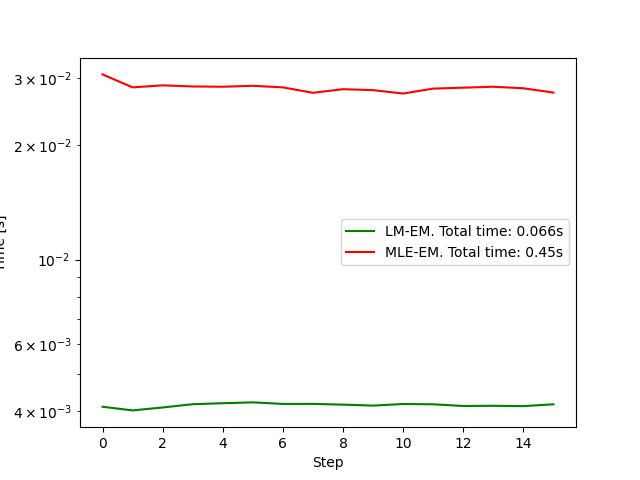 3 × 10⁻²
2 × 10⁻²
10⁻²
6 × 10⁻³
4 × 10⁻³
Time [s]
LM-EM. Total time: 0.066s
MLE-EM. Total time: 0.45s
0 2 4 6 8 10 12 14
Step